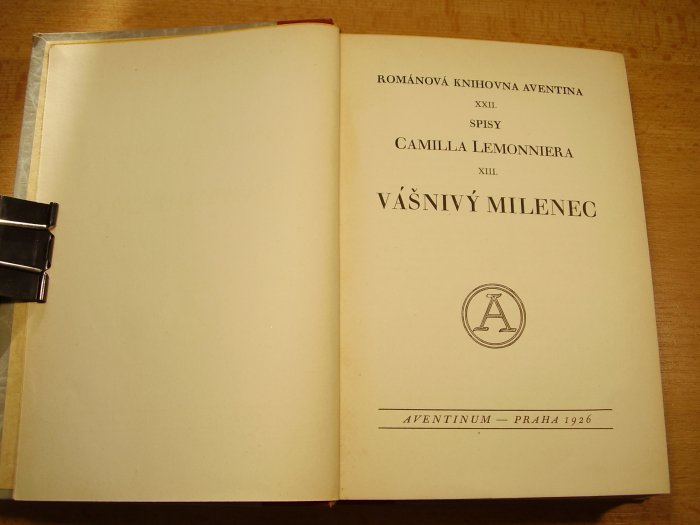 ROMÁNOVÁ KNIHOVNA AVENTINA
XXII.
SPISY
CAMILLA LEMONNIERA
XIII.
VÁŠNIVÝ MILENEC
A
AVENTINUM — PRAHA 1926